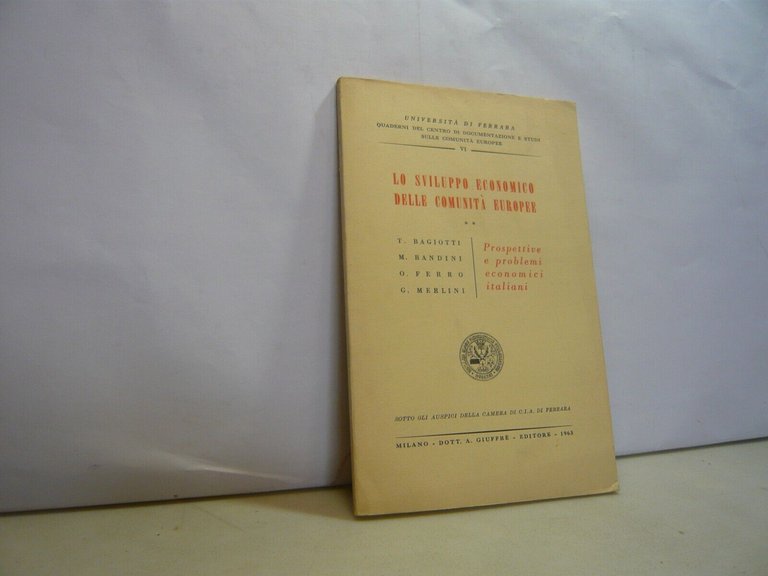 UNIVERSITÀ DI FERRARA
QUADERNI DEL CENTRO DI DOCUMENTAZIONE E STUDI
SULLE COMUNITÀ EUROPEE
VI
LO SVILUPPO ECONOMICO
DELLE COMUNITÀ EUROPEE
* *
T. BAGIOTTI
M. BANDINI
O. FERRO
G. MERLINI
Prospettive
e problemi
economici
italiani
SOTTO GLI AUSPICI DELLA CAMERA DI C.I.A. DI FERRARA
MILANO - DOTT. A. GIUFFRÈ - EDITORE - 1963